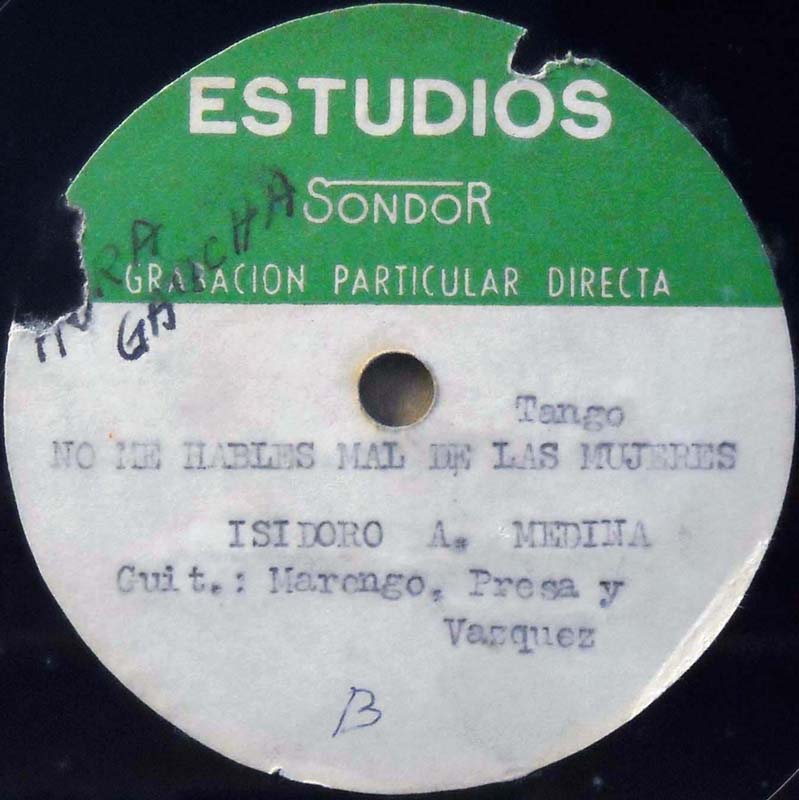 ESTUDIOS
SONDOR
GRABACION PARTICULAR DIRECTA
GAUCHA
Tango
NO ME HABLES MAL DE LAS MUJERES
ISIDORO A. MEDINA
Guit.: Marengo, Presa y
Vazquez
B